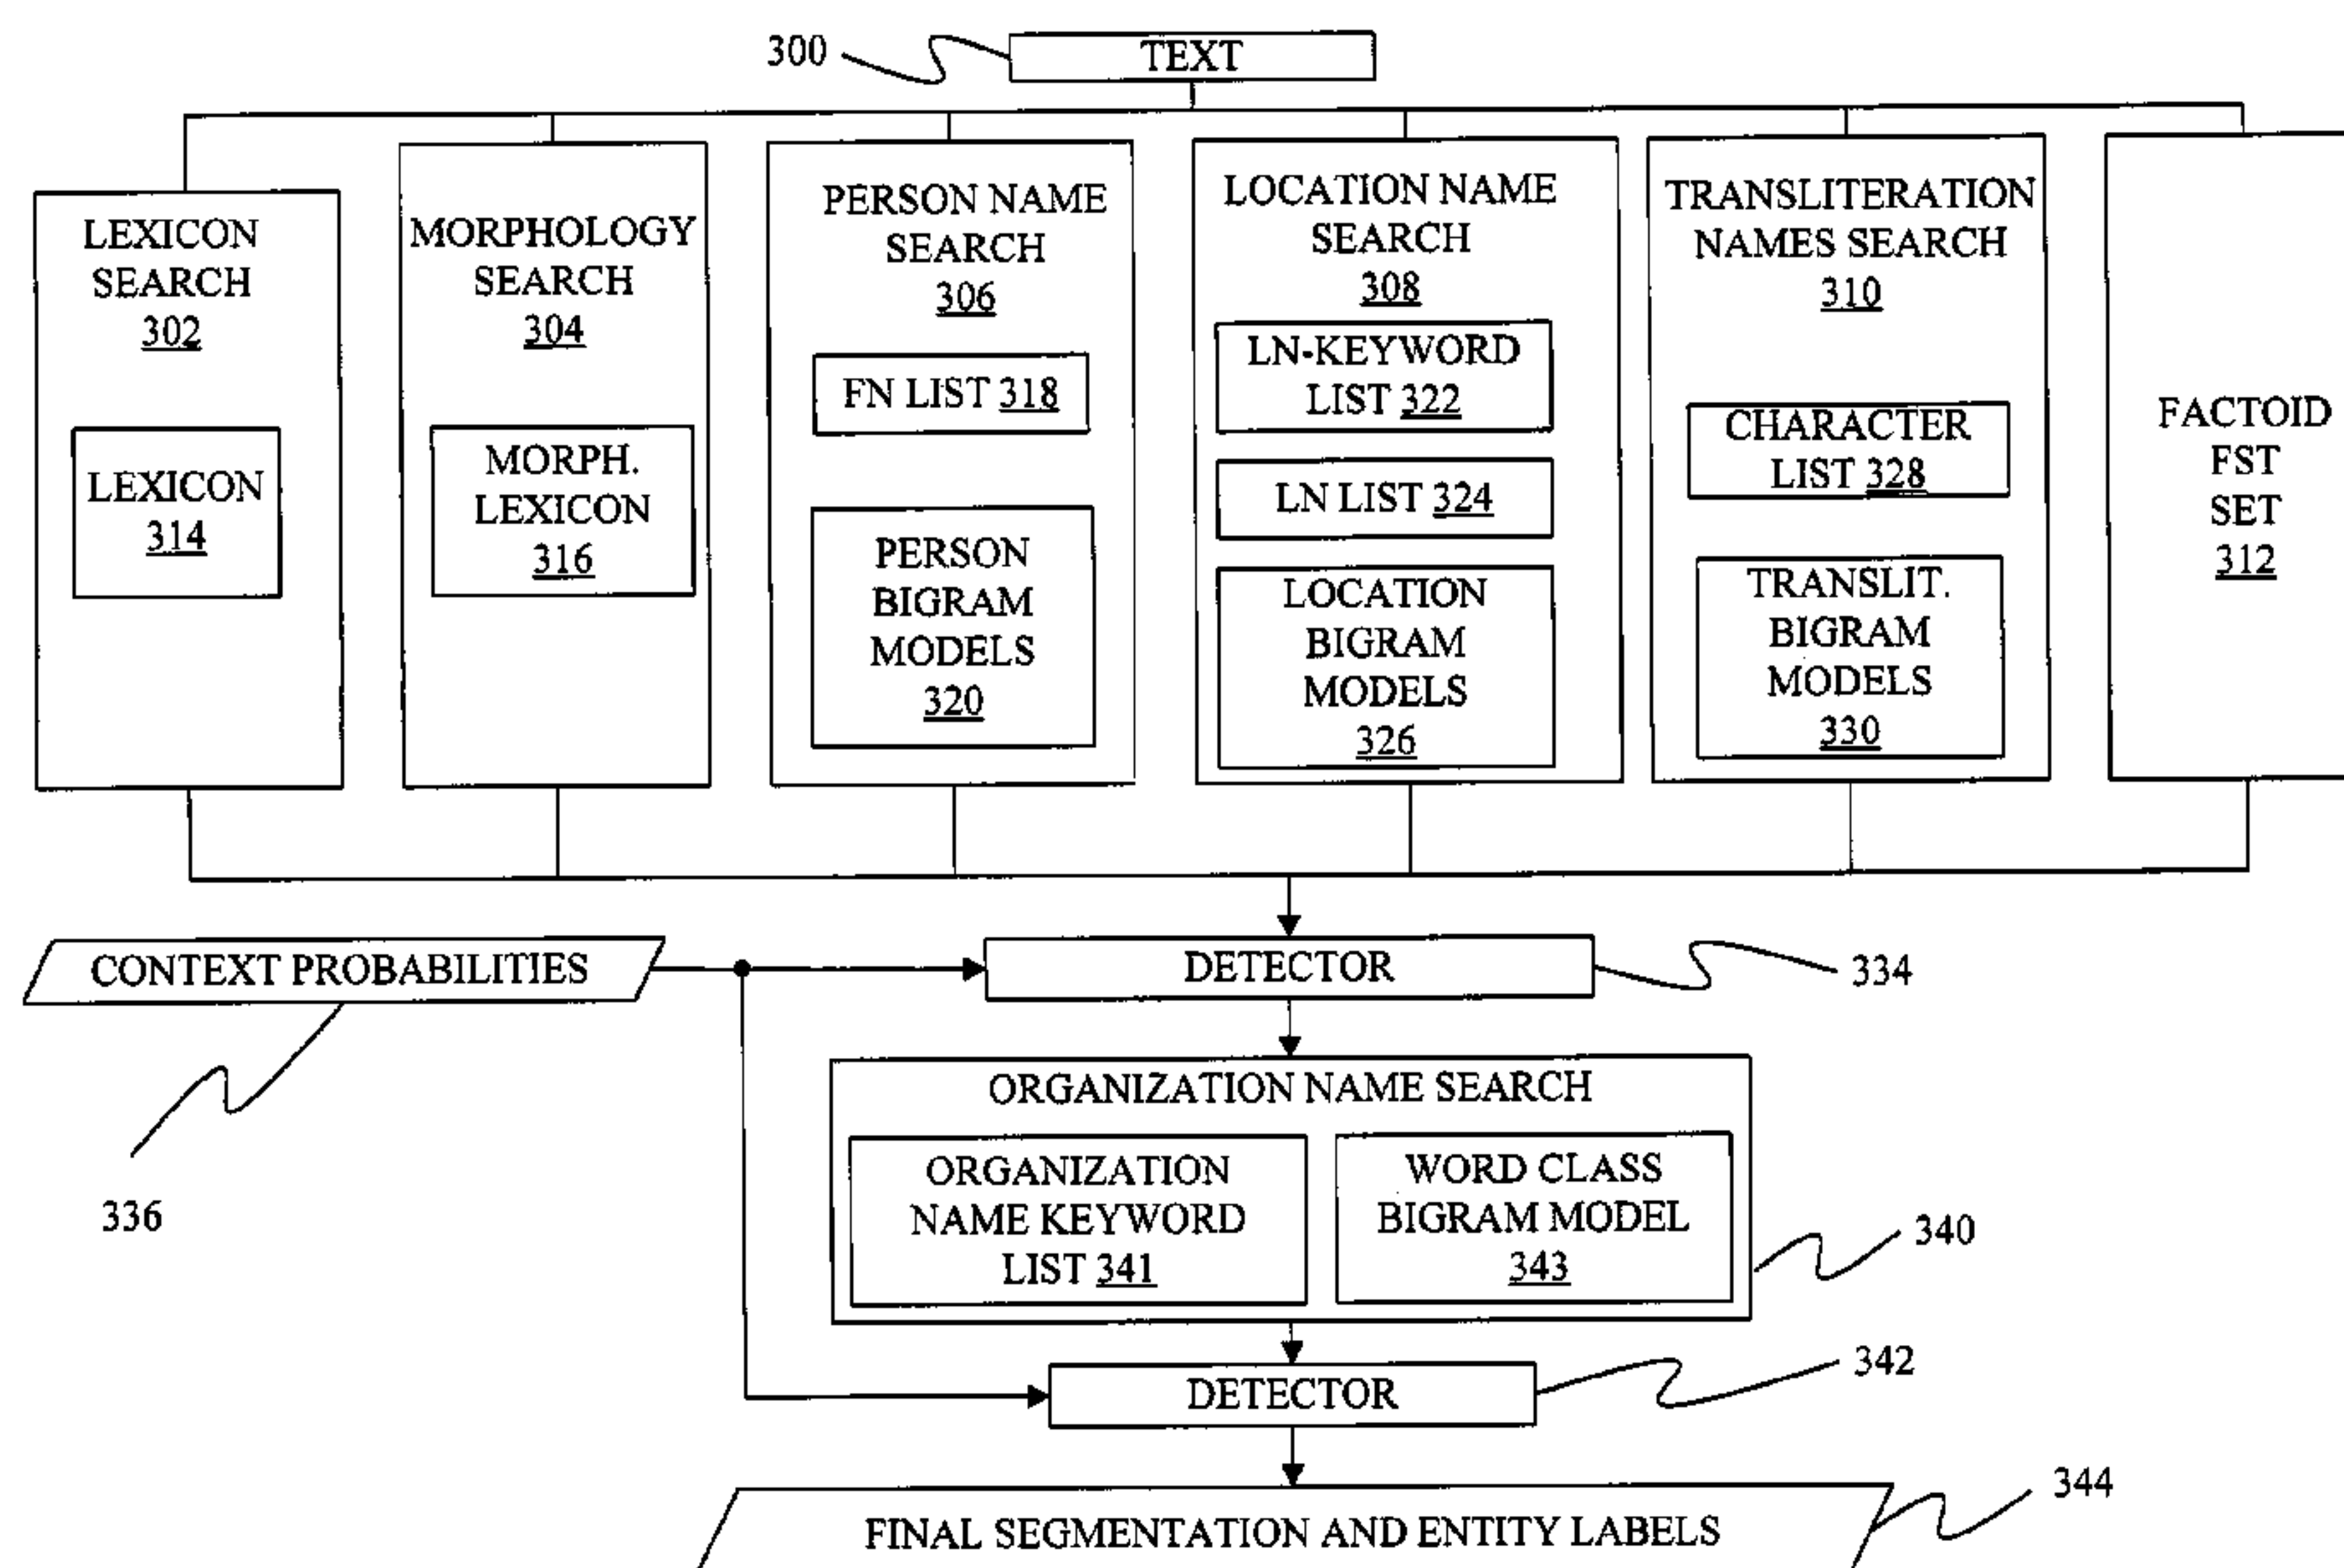 300
TEXT
LEXICON
SEARCH
302
LEXICON
314
MORPHOLOGY
SEARCH
304
MORPH.
LEXICON
316
PERSON NAME
SEARCH
306
FN LIST 318
PERSON
BIGRAM
MODELS
320
LOCATION NAME
SEARCH
308
LN-KEYWORD
LIST 322
LN LIST 324
LOCATION
BIGRAM
MODELS
326
TRANSLITERATION
NAMES SEARCH
310
CHARACTER
LIST 328
TRANSLIT.
BIGRAM
MODELS
330
FACTOID
FST
SET
312
CONTEXT PROBABILITIES
336
DETECTOR
334
ORGANIZATION NAME SEARCH
ORGANIZATION
NAME KEYWORD
LIST 341
WORD CLASS
BIGRAM MODEL
343
340
DETECTOR
342
FINAL SEGMENTATION AND ENTITY LABELS
344